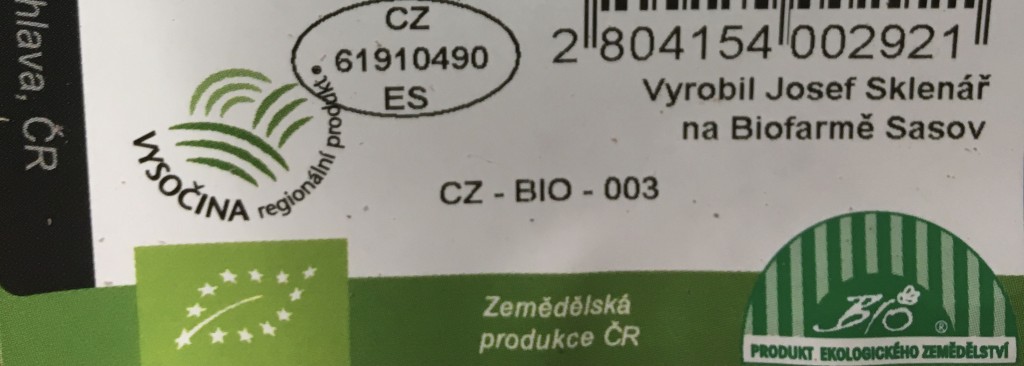 hlava, ČR
CZ
61910490
ES
2 804154 002921
Vyrobil Josef Sklenář
na Biofarmě Sasov
VYSOČINA regionální produkt
CZ - BIO - 003
Zemědělská
produkce ČR
BIO ®
PRODUKT EKOLOGICKÉHO ZEMĚDĚLSTVÍ